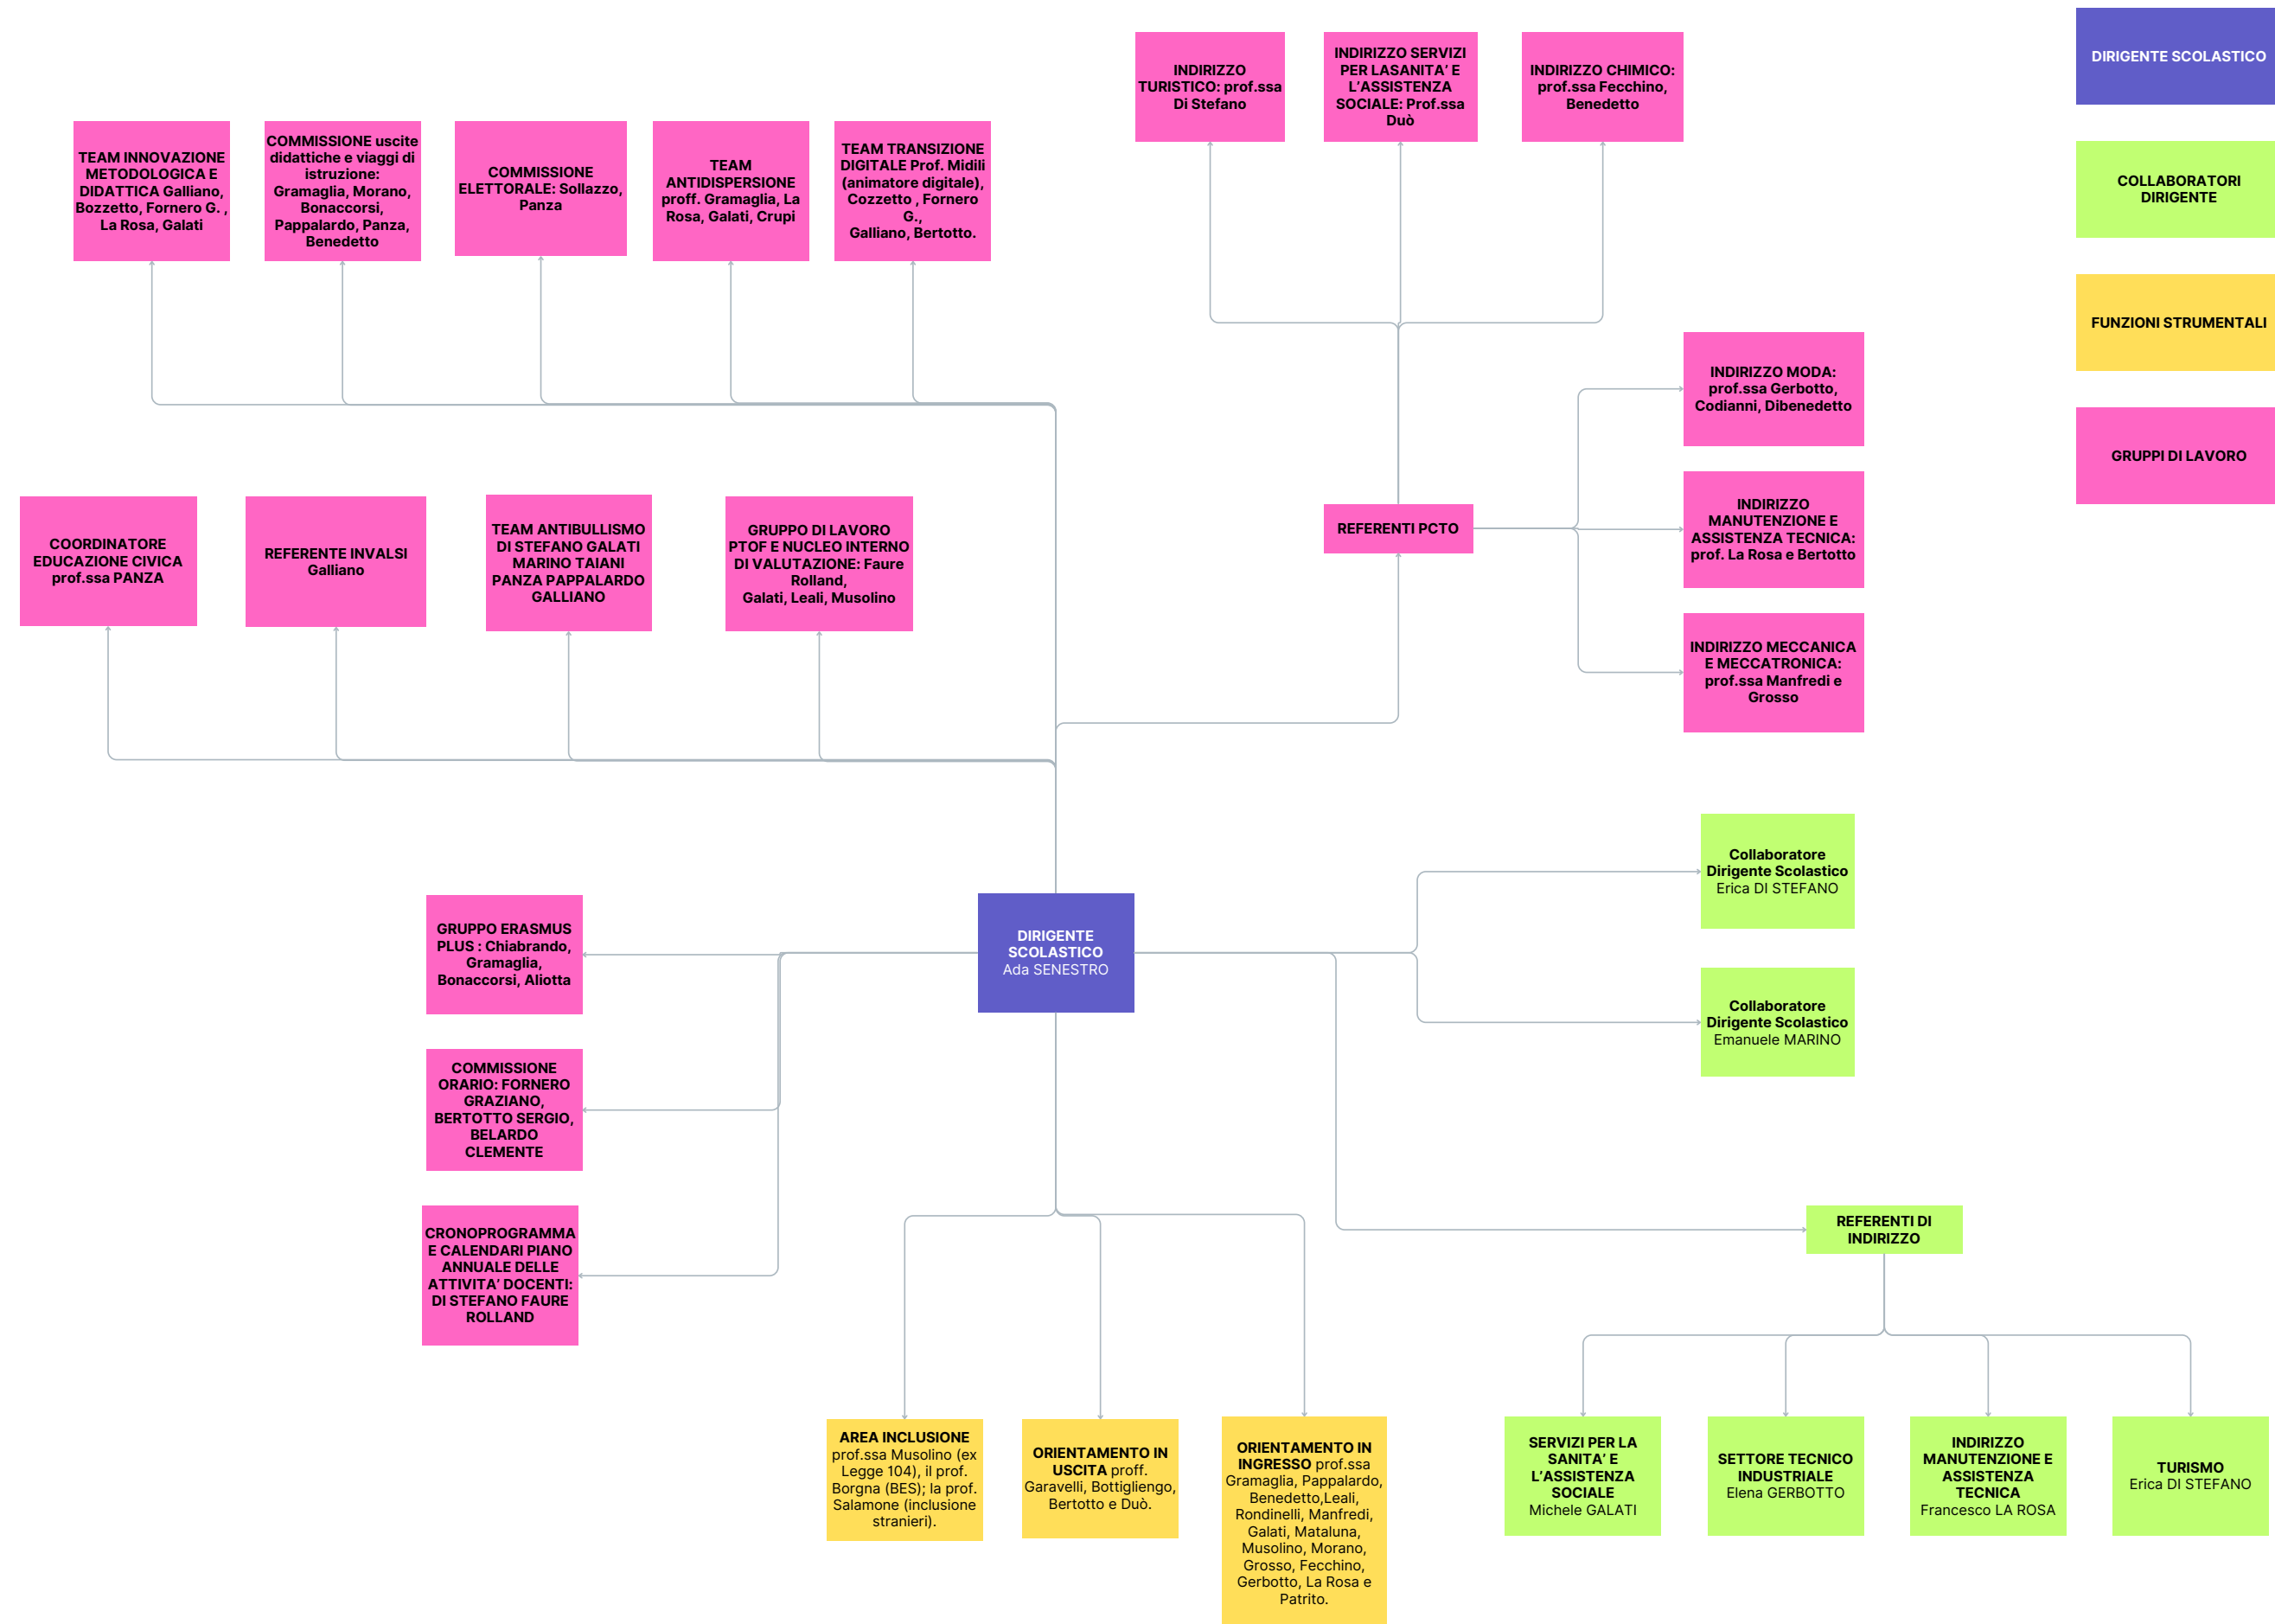 DIRIGENTE SCOLASTICO
COLLABORATORI
DIRIGENTE
FUNZIONI STRUMENTALI
GRUPPI DI LAVORO
INDIRIZZO
TURISTICO: prof.ssa
Di Stefano
INDIRIZZO SERVIZI
PER LASANITA’ E
L’ASSISTENZA
SOCIALE: Prof.ssa
Duò
INDIRIZZO CHIMICO:
prof.ssa Fecchino,
Benedetto
TEAM INNOVAZIONE
METODOLOGICA E
DIDATTICA Galliano,
Bozzetto, Fornero G. ,
La Rosa, Galati
COMMISSIONE uscite
didattiche e viaggi di
istruzione:
Gramaglia, Morano,
Bonaccorsi,
Pappalardo, Panza,
Benedetto
COMMISSIONE
ELETTORALE: Sollazzo,
Panza
TEAM
ANTIDISPERSIONE
proff. Gramaglia, La
Rosa, Galati, Crupi
TEAM TRANSIZIONE
DIGITALE Prof. Midili
(animatore digitale),
Cozzetto , Fornero
G.,
Galliano, Bertotto.
INDIRIZZO MODA:
prof.ssa Gerbotto,
Codianni, Dibenedetto
INDIRIZZO
MANUTENZIONE E
ASSISTENZA TECNICA:
prof. La Rosa e Bertotto
INDIRIZZO MECCANICA
E MECCATRONICA:
prof.ssa Manfredi e
Grosso
REFERENTI PCTO
COORDINATORE
EDUCAZIONE CIVICA
prof.ssa PANZA
REFERENTE INVALSI
Galliano
TEAM ANTIBULLISMO
DI STEFANO GALATI
MARINO TAIANI
PANZA PAPPALARDO
GALLIANO
GRUPPO DI LAVORO
PTOF E NUCLEO INTERNO
DI VALUTAZIONE: Faure
Rolland,
Galati, Leali, Musolino
Collaboratore
Dirigente Scolastico
Erica DI STEFANO
Collaboratore
Dirigente Scolastico
Emanuele MARINO
DIRIGENTE
SCOLASTICO
Ada SENESTRO
GRUPPO ERASMUS
PLUS : Chiabrando,
Gramaglia,
Bonaccorsi, Aliotta
COMMISSIONE
ORARIO: FORNERO
GRAZIANO,
BERTOTTO SERGIO,
BELARDO
CLEMENTE
CRONOPROGRAMMA
E CALENDARI PIANO
ANNUALE DELLE
ATTIVITA’ DOCENTI:
DI STEFANO FAURE
ROLLAND
REFERENTI DI
INDIRIZZO
AREA INCLUSIONE
prof.ssa Musolino (ex
Legge 104), il prof.
Borgna (BES); la prof.
Salamone (inclusione
stranieri).
ORIENTAMENTO IN
USCITA proff.
Garavelli, Bottigliengo,
Bertotto e Duò.
ORIENTAMENTO IN
INGRESSO prof.ssa
Gramaglia, Pappalardo,
Benedetto,Leali,
Rondinelli, Manfredi,
Galati, Mataluna,
Musolino, Morano,
Grosso, Fecchino,
Gerbotto, La Rosa e
Patrito.
SERVIZI PER LA
SANITA’ E
L’ASSISTENZA
SOCIALE
Michele GALATI
SETTORE TECNICO
INDUSTRIALE
Elena GERBOTTO
INDIRIZZO
MANUTENZIONE E
ASSISTENZA
TECNICA
Francesco LA ROSA
TURISMO
Erica DI STEFANO